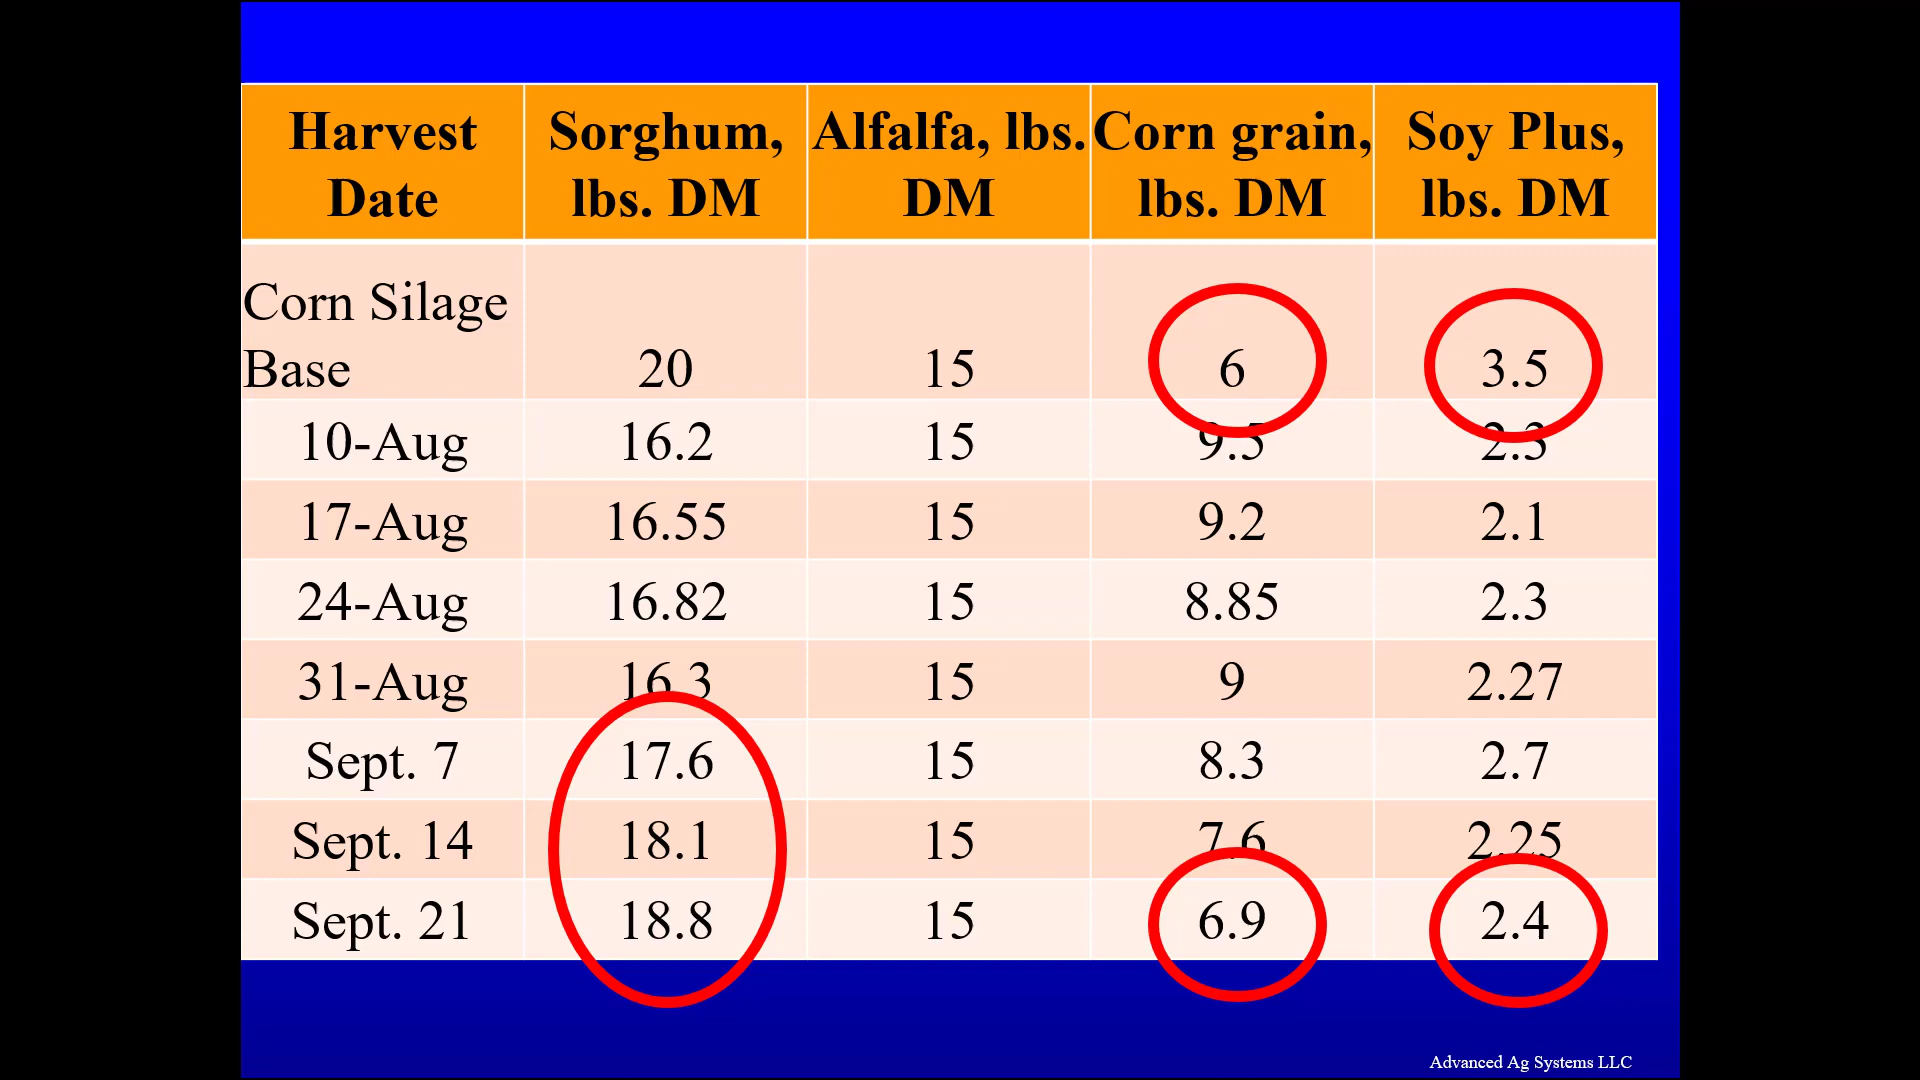 Harvest Date Sorghum, lbs. DM Alfalfa, lbs. DM Corn grain, lbs. DM Soy Plus, lbs. DM
Corn Silage Base 20 15 6 3.5
10-Aug 16.2 15 9.5 2.3
17-Aug 16.55 15 9.2 2.1
24-Aug 16.82 15 8.85 2.3
31-Aug 16.3 15 9 2.27
Sept. 7 17.6 15 8.3 2.7
Sept. 14 18.1 15 7.6 2.25
Sept. 21 18.8 15 6.9 2.4
Advanced Ag Systems LLC